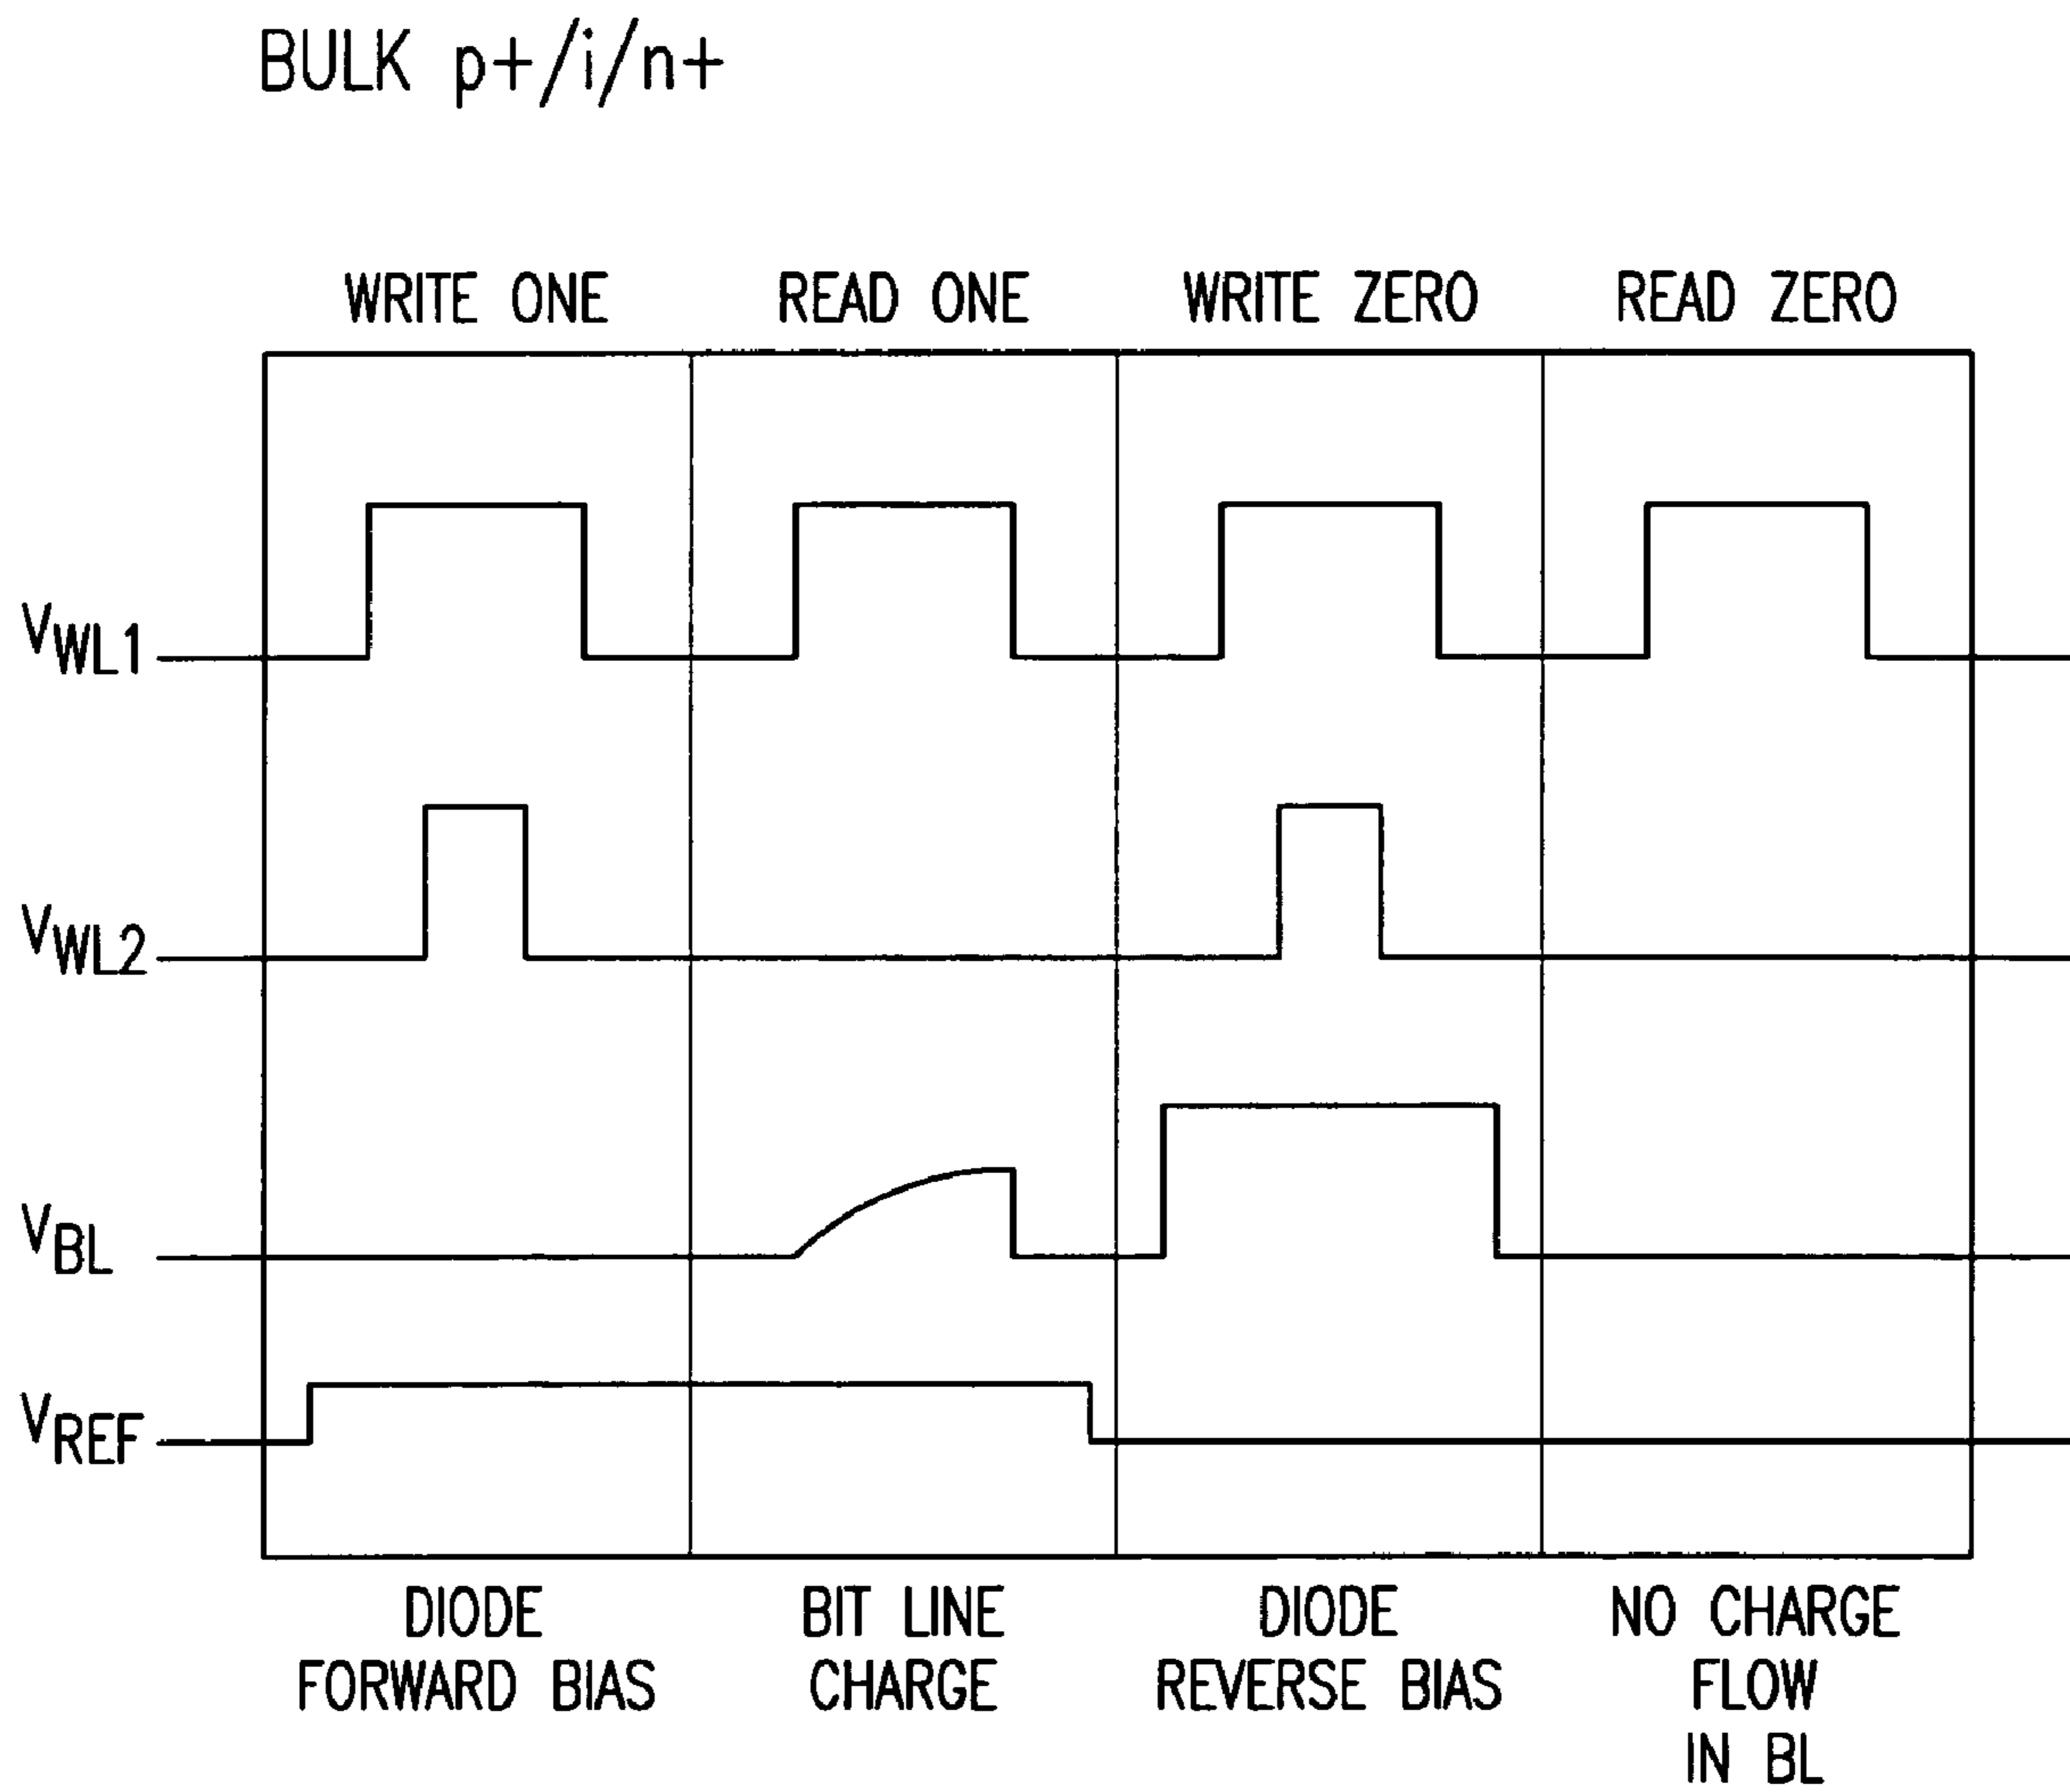 BULK p+/i/n+
WRITE ONE READ ONE WRITE ZERO READ ZERO
VWL1
VWL2
VBL
VREF
DIODE FORWARD BIAS
BIT LINE CHARGE
DIODE REVERSE BIAS
NO CHARGE FLOW IN BL